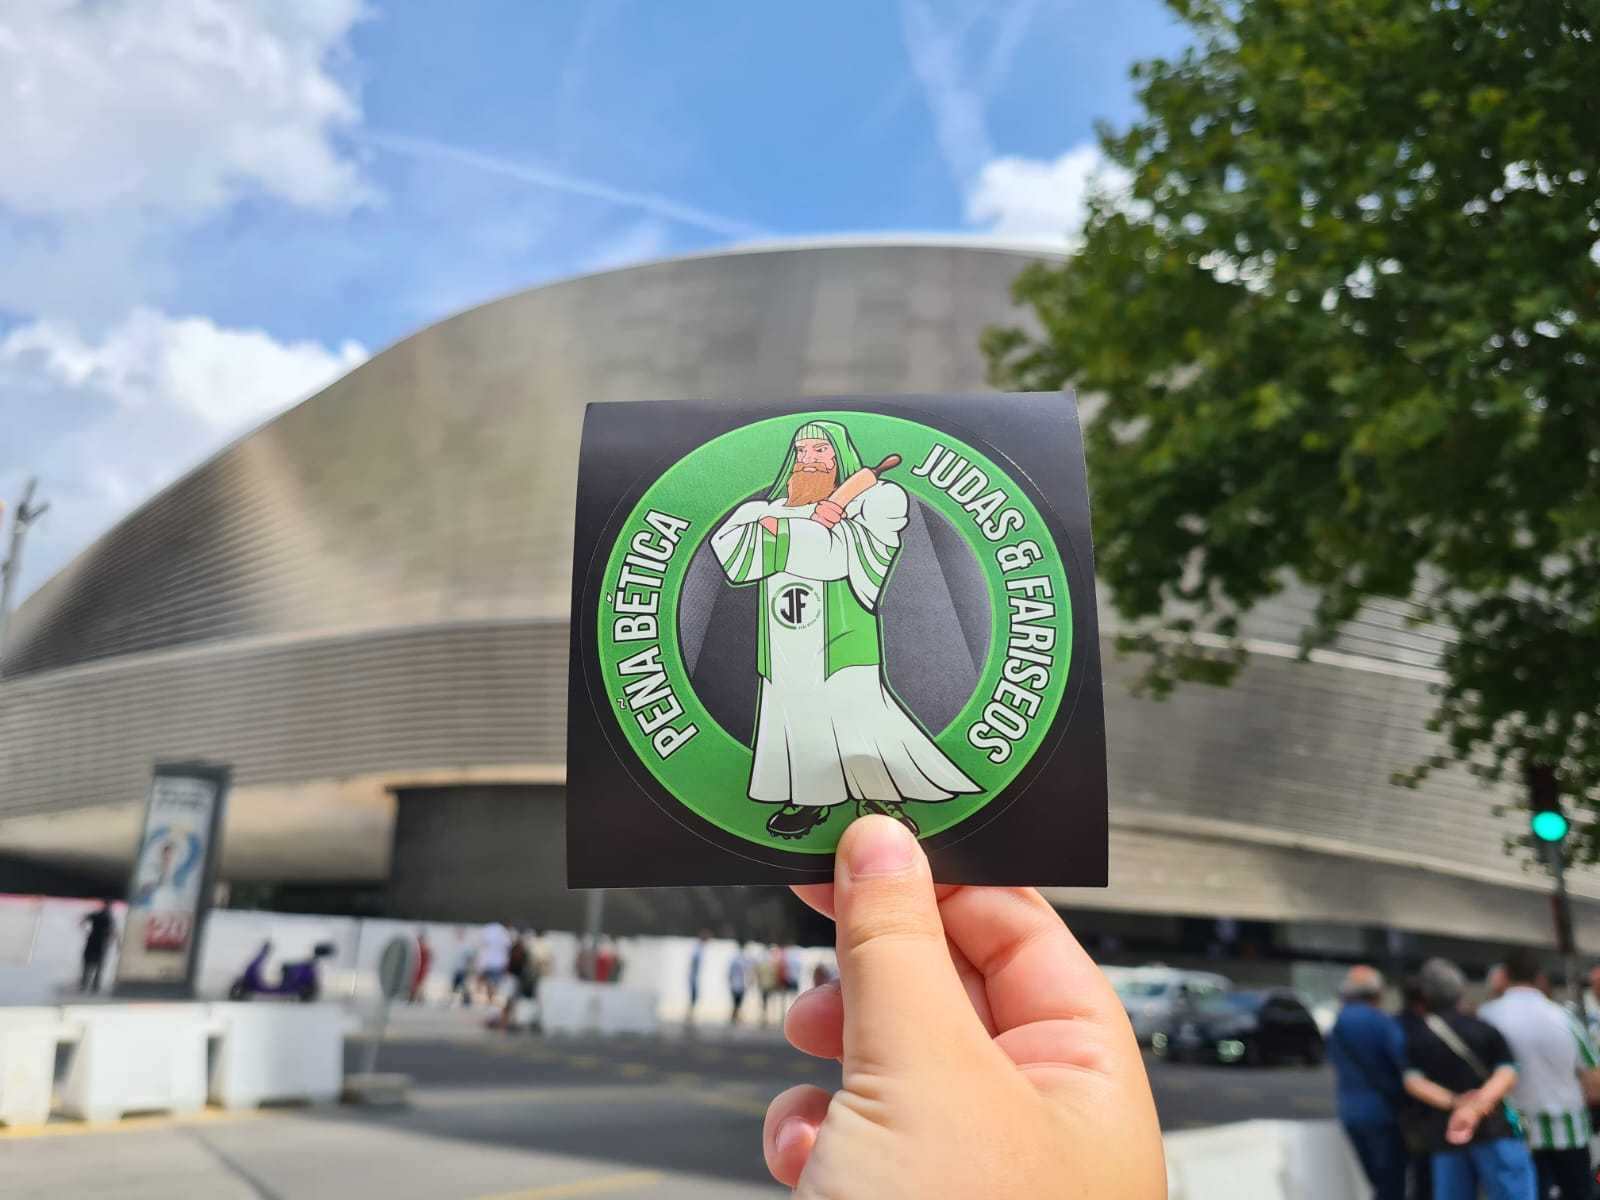 PEÑA BÉTICA
JUDAS & FARISEOS
JF